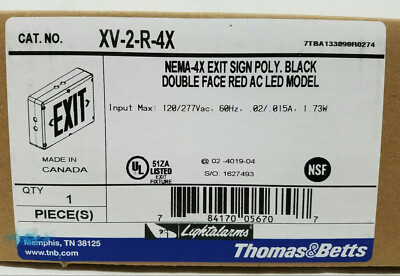 CAT. NO.
XV-2-R-4X
7TBA133090R0274
NEMA-4X EXIT SIGN POLY. BLACK
DOUBLE FACE RED AC LED MODEL
Input Max: 120/277Vac, 60Hz, .02/.015A, 1.73W
EXIT
MADE IN
CANADA
UL
51ZA
LISTED
EXIT
FIXTURE
02-4019-04
S/O: 1627493
NSF
QTY
1
PIECE(S)
7 84170 05670 7
Lightalarms
Memphis, TN 38125
www.tnb.com
Thomas&Betts